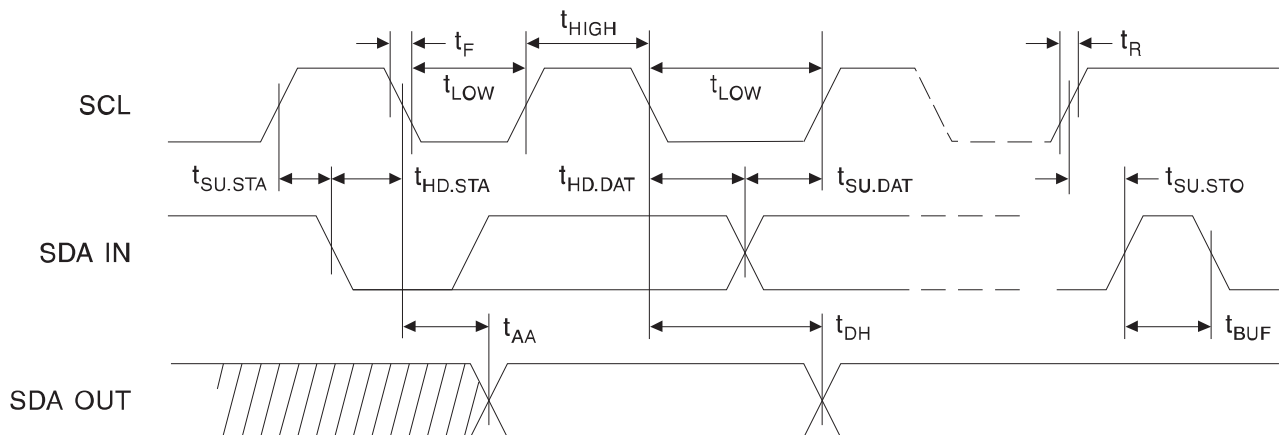 tHIGH
tF
tR
tLOW
tLOW
SCL
tSU.STA
tHD.STA
tHD.DAT
tSU.DAT
tSU.STO
SDA IN
tAA
tDH
tBUF
SDA OUT